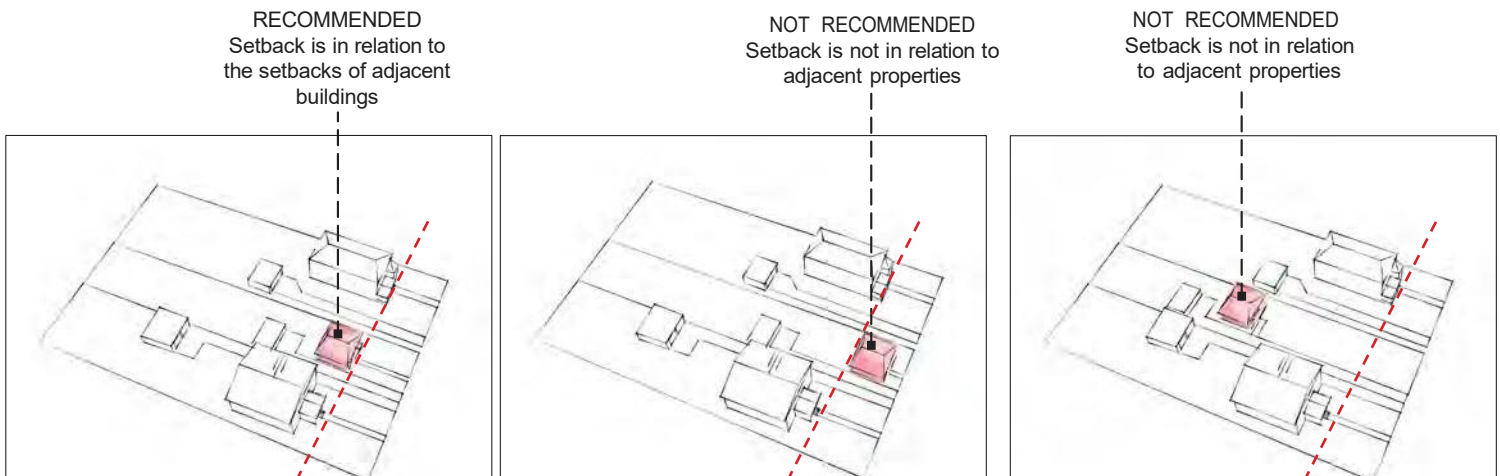 RECOMMENDED
Setback is in relation to
the setbacks of adjacent
buildings
NOT RECOMMENDED
Setback is not in relation to
adjacent properties
NOT RECOMMENDED
Setback is not in relation
to adjacent properties